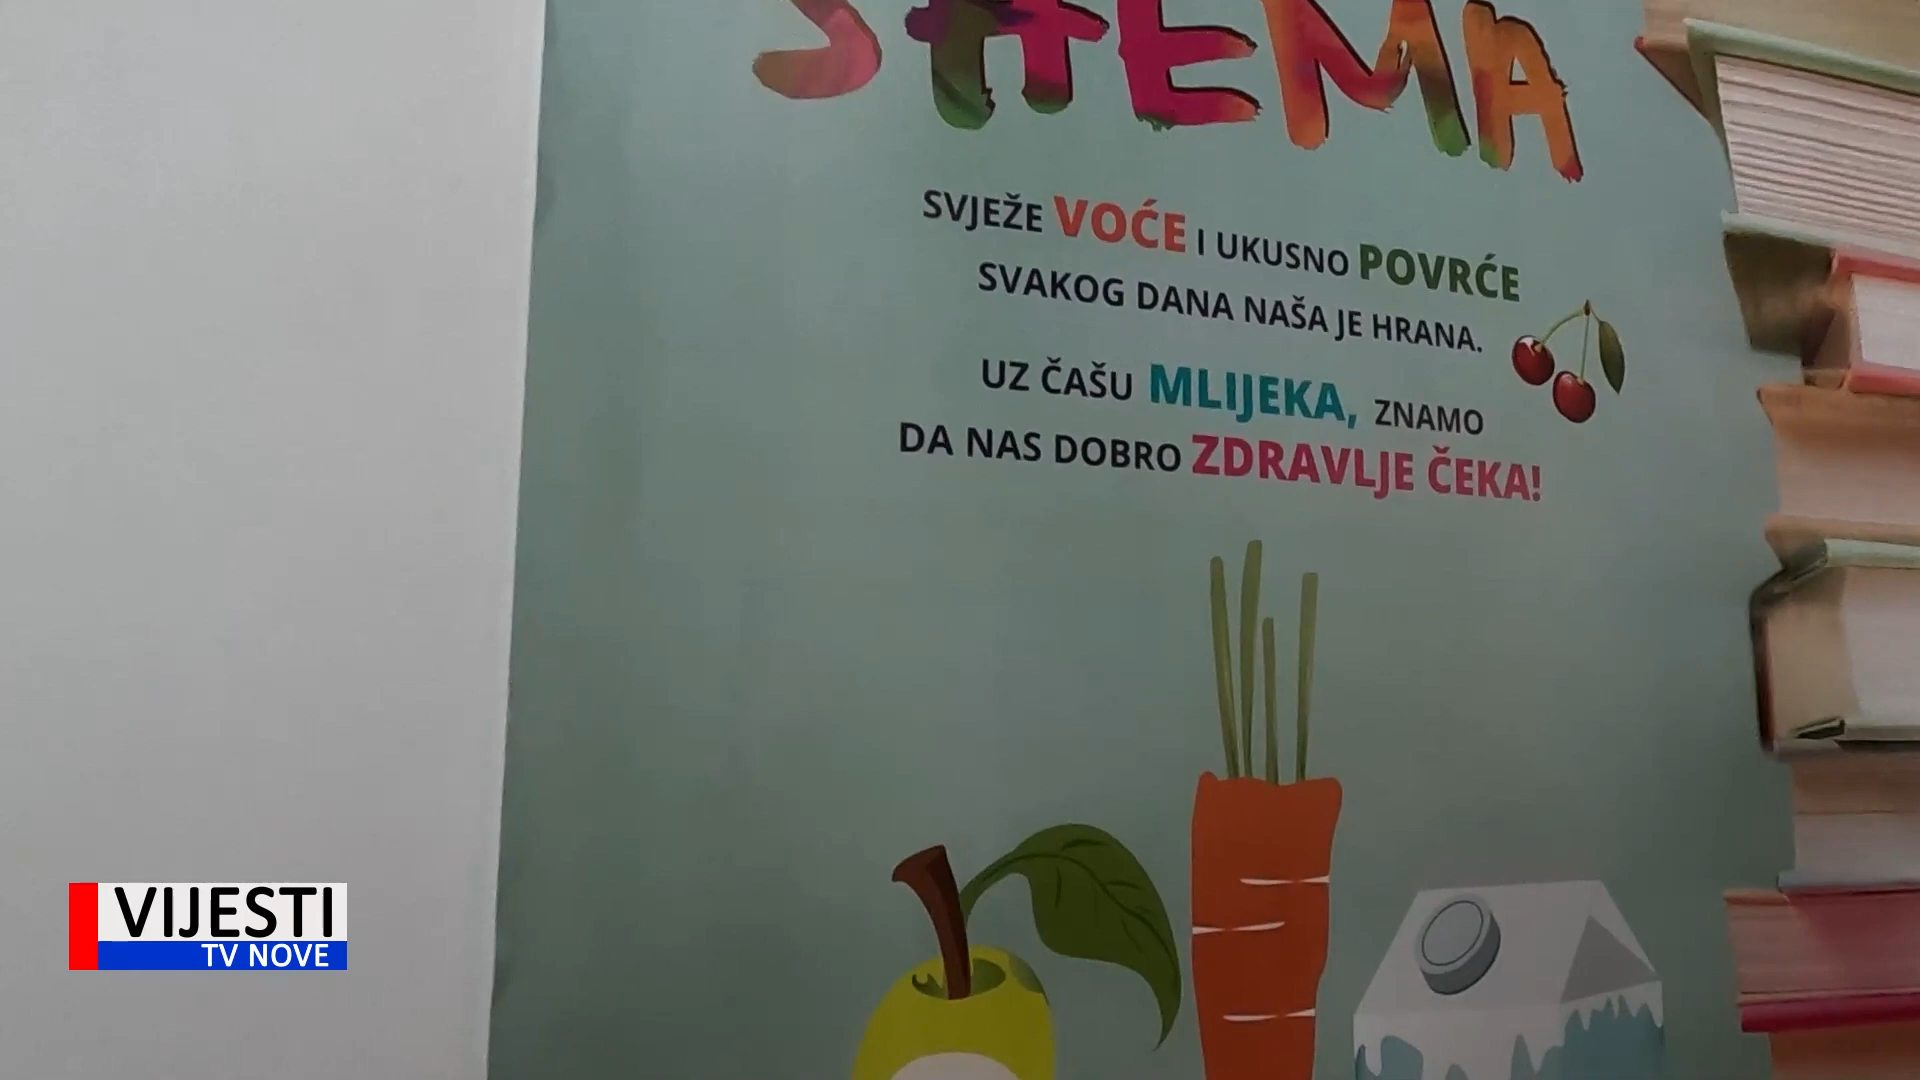 SHEMA
SVJEŽE VOĆE I UKUSNO POVRĆE
SVAKOG DANA NAŠA JE HRANA.
UZ ČAŠU MLIJEKA, ZNAMO
DA NAS DOBRO ZDRAVLJE ČEKA!
VIJESTI
TV NOVE